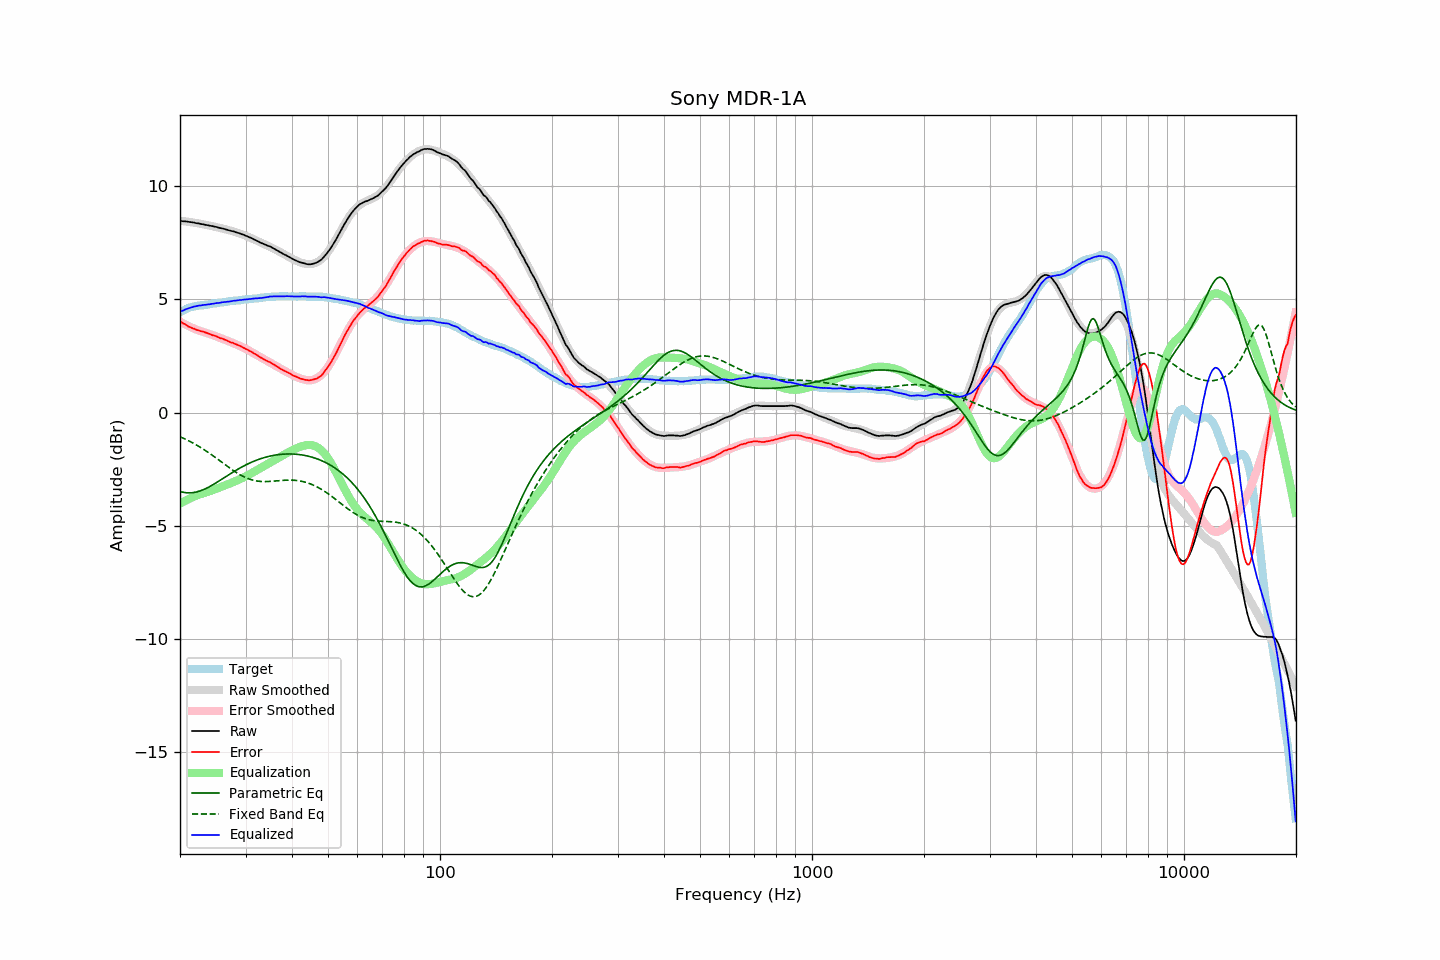 Sony MDR-1A
Amplitude (dBr)
10
5
0
−5
−10
−15
Target
Raw Smoothed
Error Smoothed
Raw
Error
Equalization
Parametric Eq
Fixed Band Eq
Equalized
100
1000
10000
Frequency (Hz)